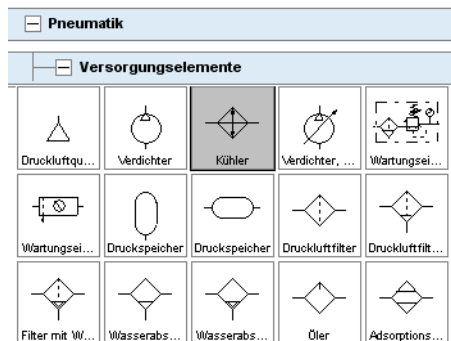 Pneumatik
Versorgungselemente
Druckluftqu...
Verdichter
Kühler
Verdichter, ...
Wartungsei...
Wartungsei...
Druckspeicher
Druckspeicher
Druckluftfilter
Druckluftfilt...
Filter mit W...
Wasserabs...
Wasserabs...
Öler
Adsorptions...